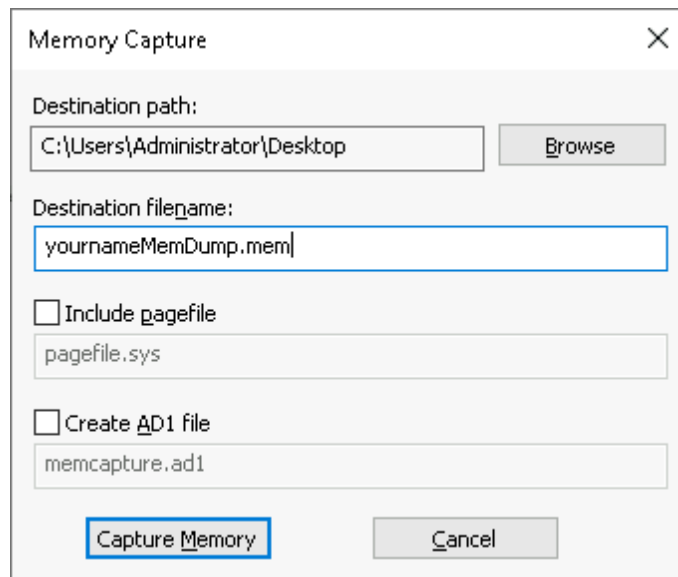 Memory Capture
Destination path:
C:\Users\Administrator\Desktop
Browse
Destination filename:
yournameMemDump.mem
Include pagefile
pagefile.sys
Create AD1 file
memcapture.ad1
Capture Memory
Cancel